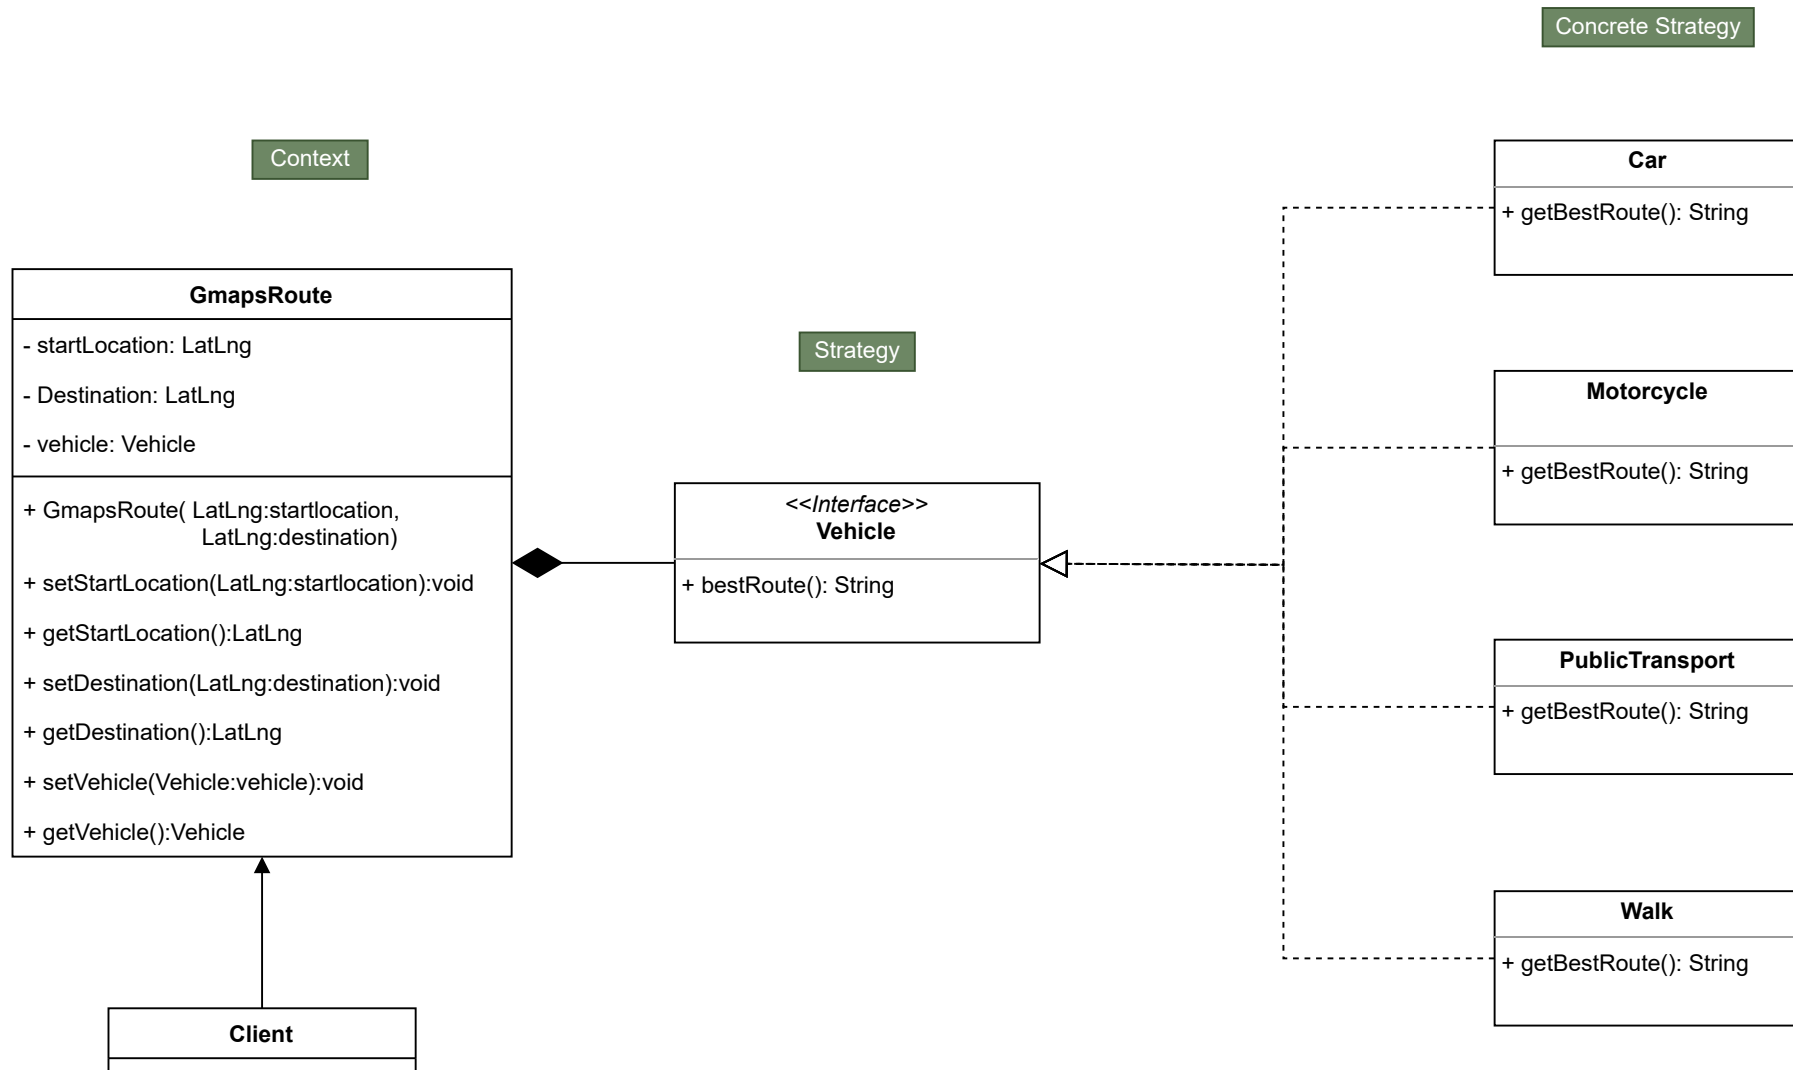 Concrete Strategy
Context
Strategy
GmapsRoute
- startLocation: LatLng
- Destination: LatLng
- vehicle: Vehicle
+ GmapsRoute( LatLng:startlocation,
LatLng:destination)
+ setStartLocation(LatLng:startlocation):void
+ getStartLocation():LatLng
+ setDestination(LatLng:destination):void
+ getDestination():LatLng
+ setVehicle(Vehicle:vehicle):void
+ getVehicle():Vehicle
Client
<<Interface>>
Vehicle
+ bestRoute(): String
Car
+ getBestRoute(): String
Motorcycle
+ getBestRoute(): String
PublicTransport
+ getBestRoute(): String
Walk
+ getBestRoute(): String